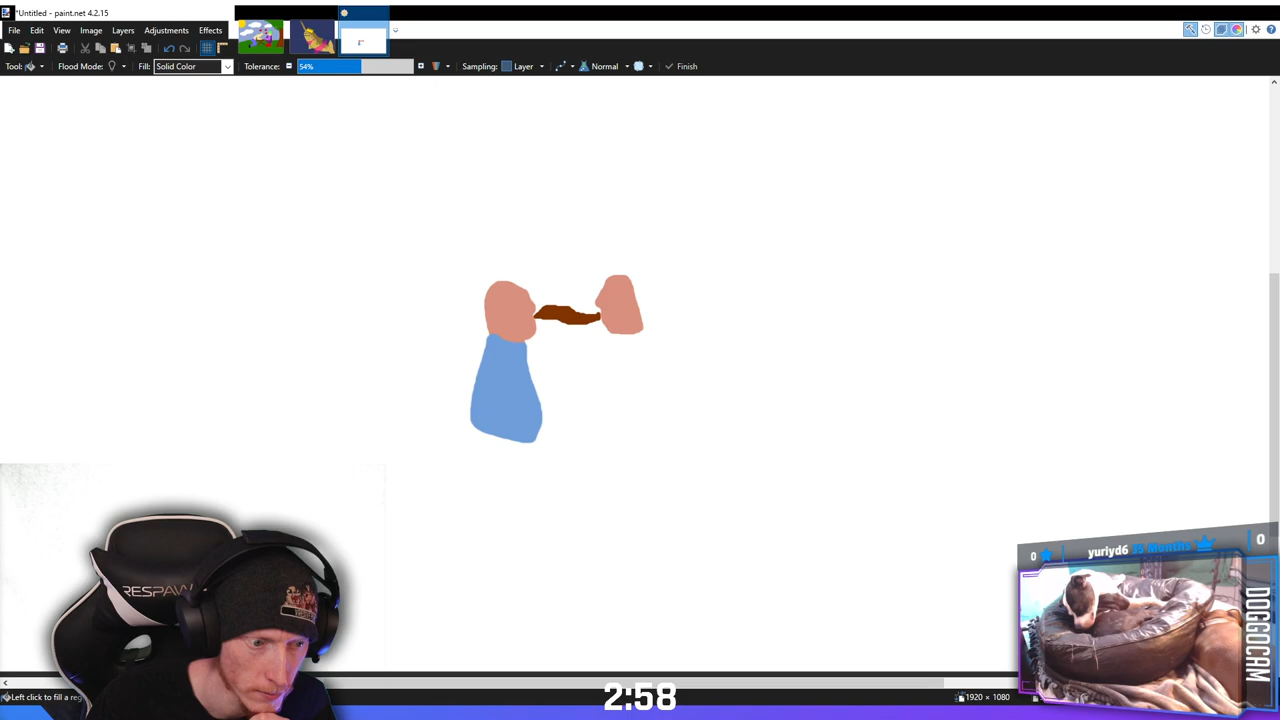 *Untitled - paint.net 4.2.15
File Edit View Image Layers Adjustments Effects
Tool: Flood Mode: Fill: Solid Color Tolerance: 54% Sampling: Layer Normal Finish
RESPAW
0 yuriyd6 39 Months 0
DOGGOCAM
Left click to fill a reg
2:58
1920 × 1080